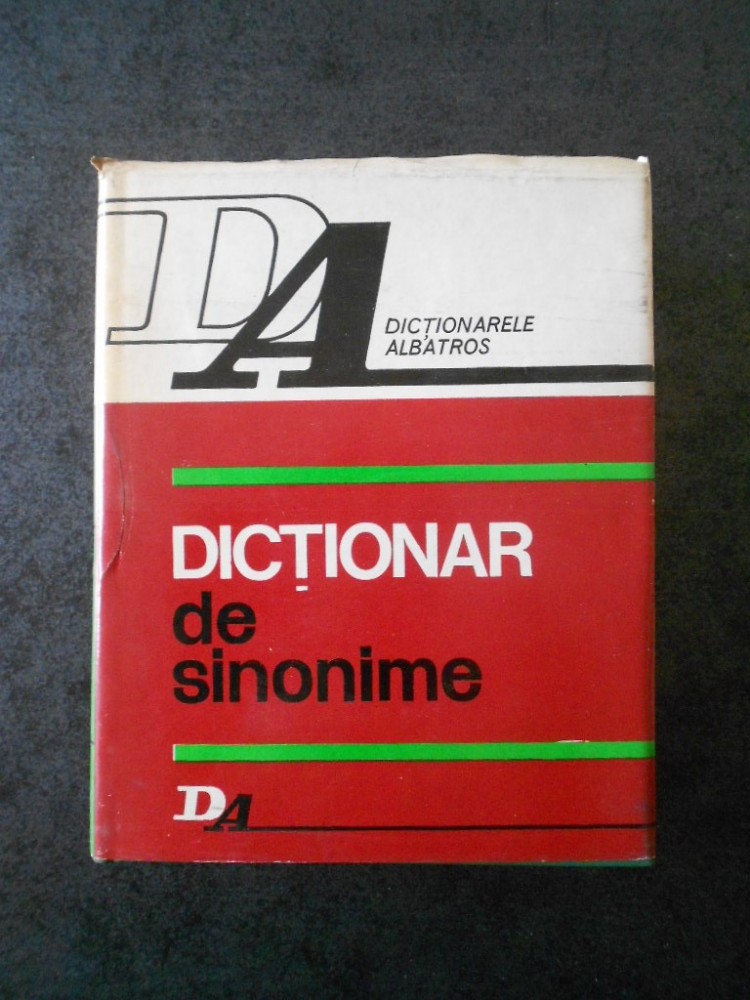 DA
DICȚIONARELE
ALBATROS
DICȚIONAR
de
sinonime
DA